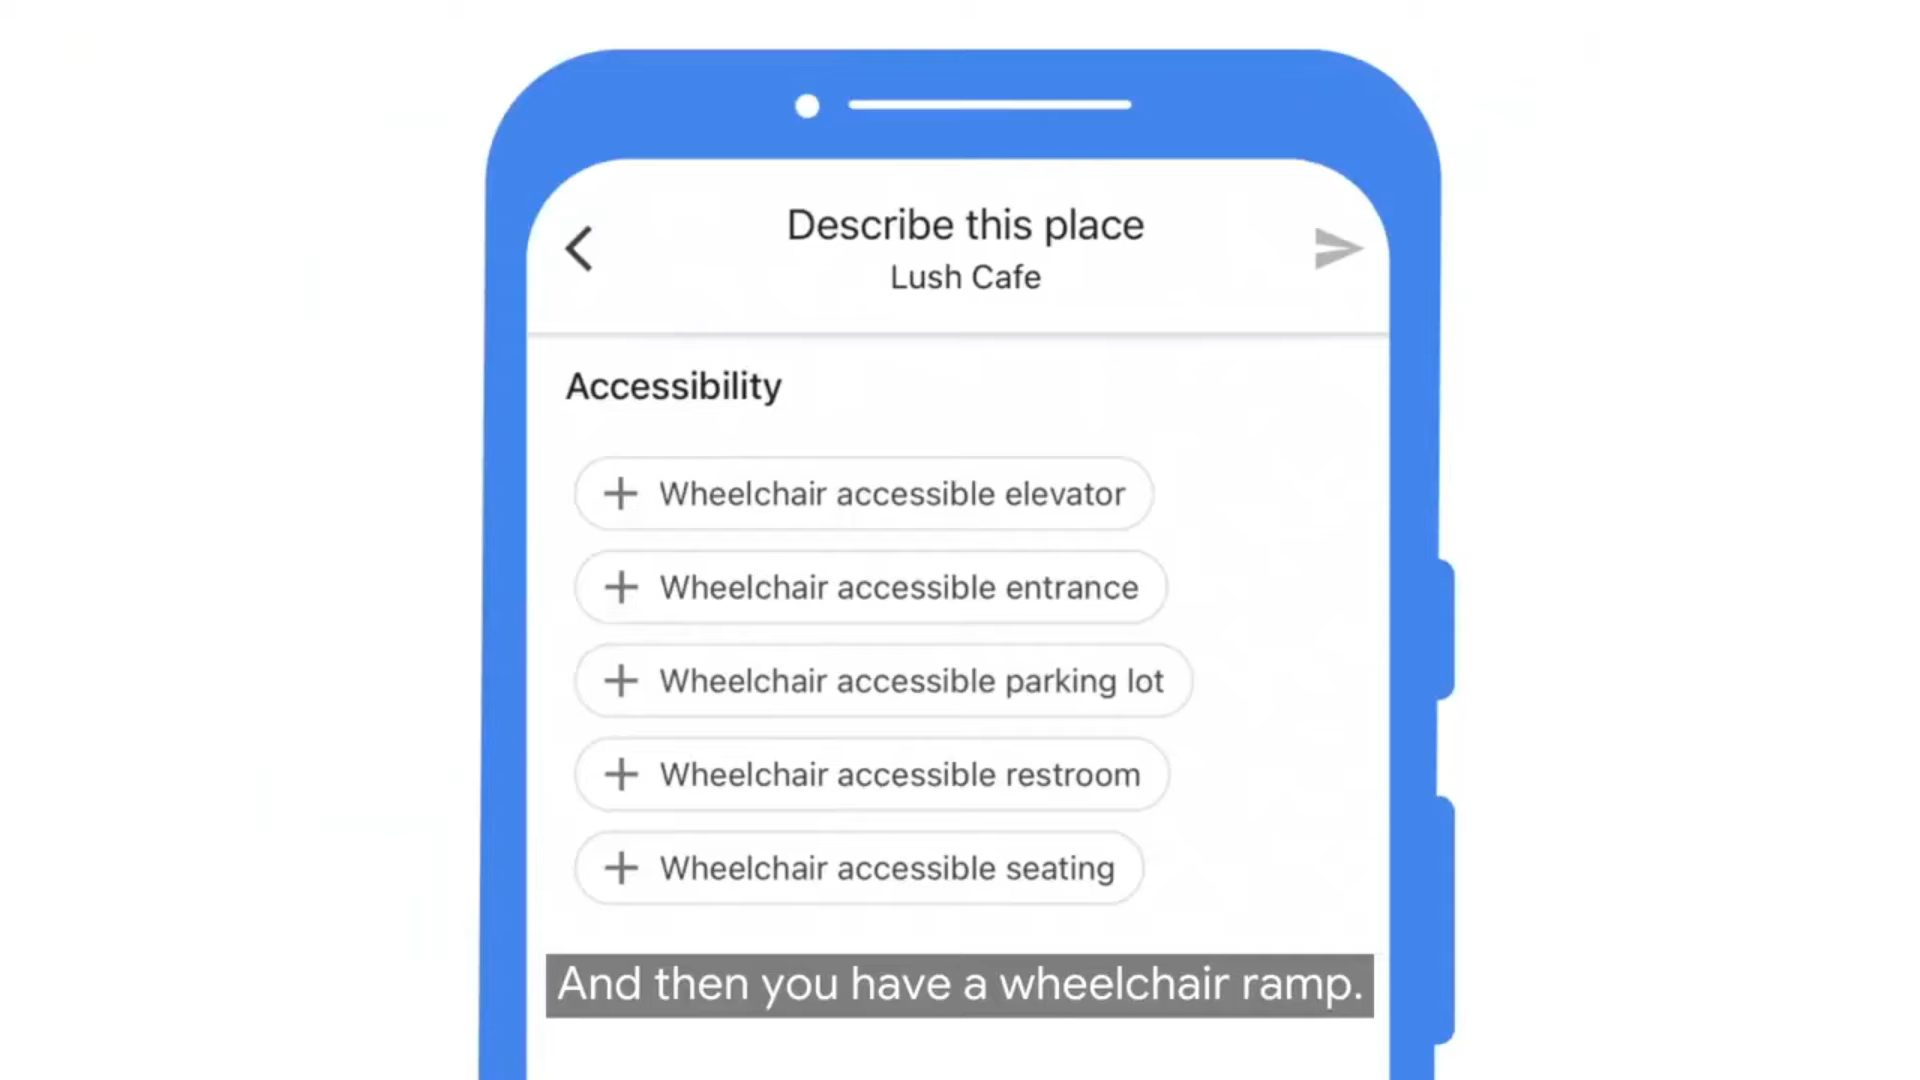 Describe this place
Lush Cafe
Accessibility
Wheelchair accessible elevator
Wheelchair accessible entrance
Wheelchair accessible parking lot
Wheelchair accessible restroom
Wheelchair accessible seating
And then you have a wheelchair ramp.